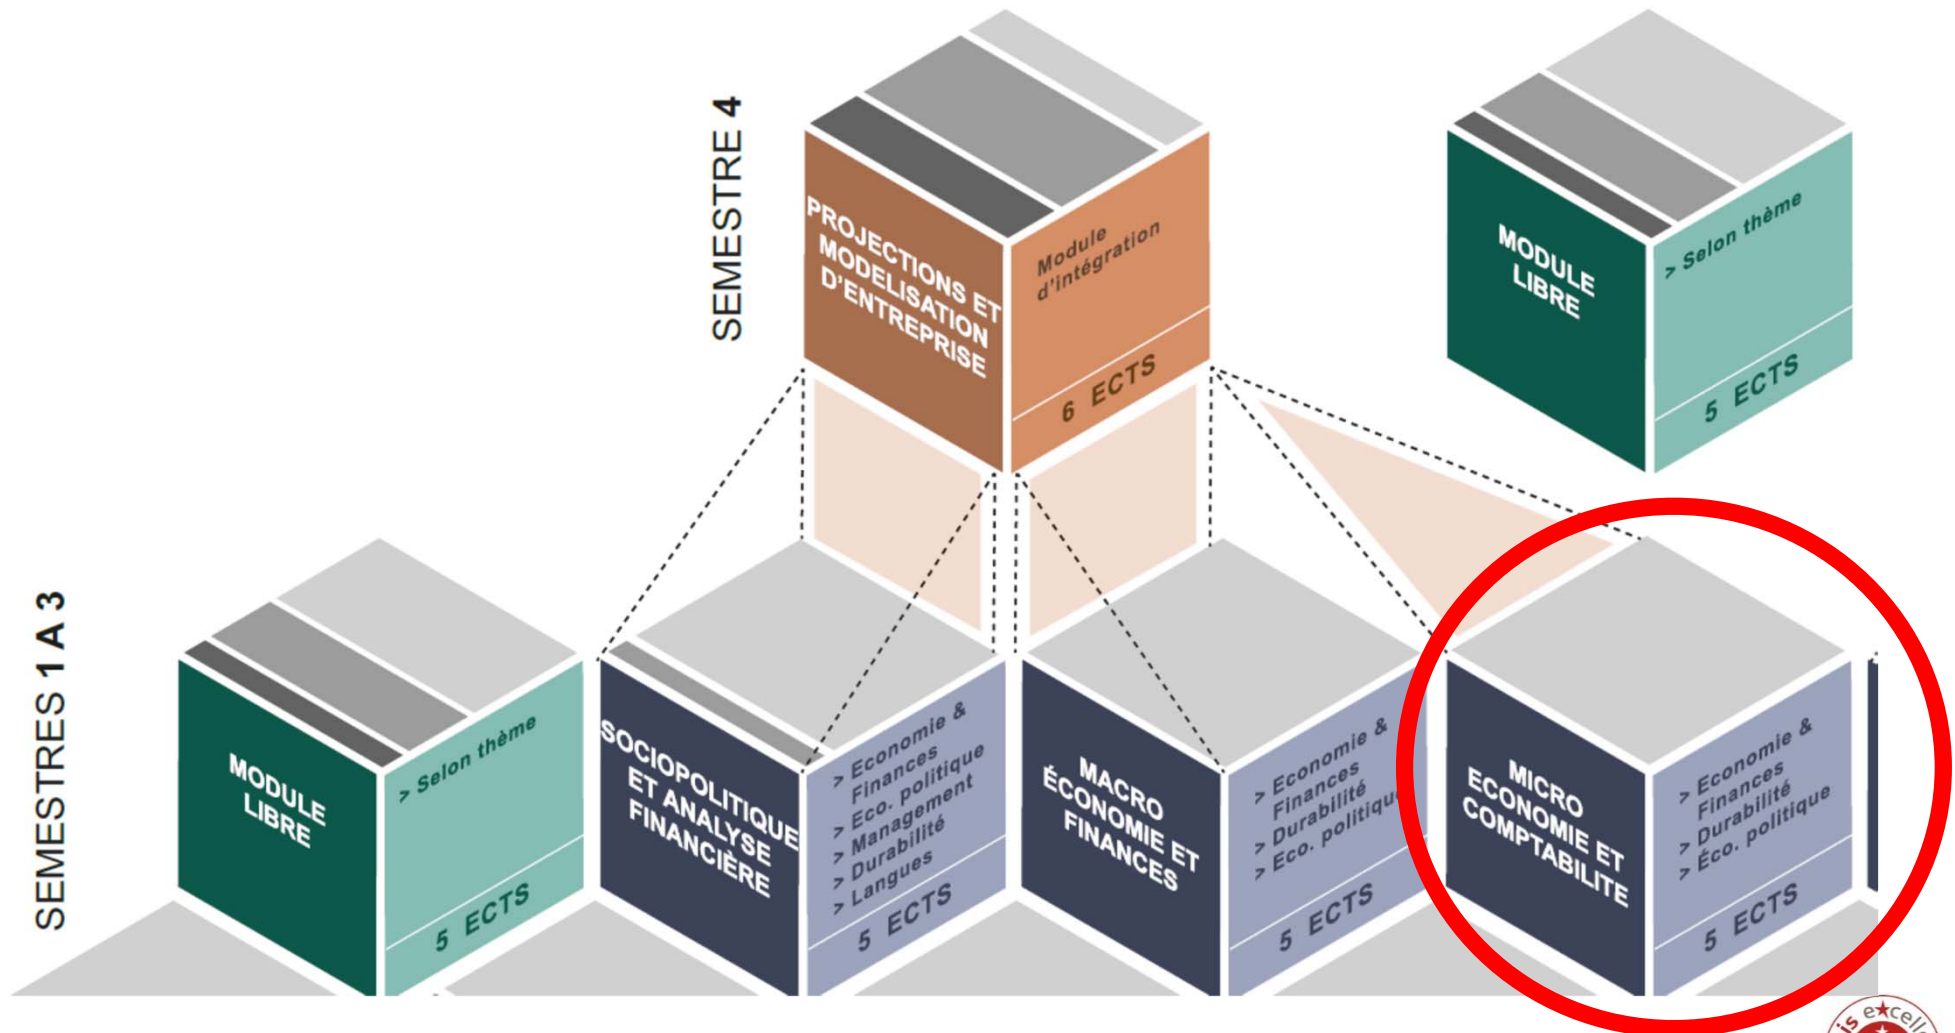 SEMESTRE 4
PROJECTIONS ET
MODELISATION
D'ENTREPRISE
Module
d'intégration
6 ECTS
MODULE
LIBRE
> Selon thème
5 ECTS
SEMESTRES 1 A 3
MODULE
LIBRE
> Selon thème
5 ECTS
SOCIOPOLITIQUE
ET ANALYSE
FINANCIÈRE
> Economie &
Finances
> Eco. politique
> Management
> Durabilité
> Langues
5 ECTS
MACRO
ÉCONOMIE ET
FINANCES
> Economie &
Finances
> Durabilité
> Eco. politique
5 ECTS
MICRO
ECONOMIE ET
COMPTABILITE
> Economie &
Finances
> Durabilité
> Éco. politique
5 ECTS